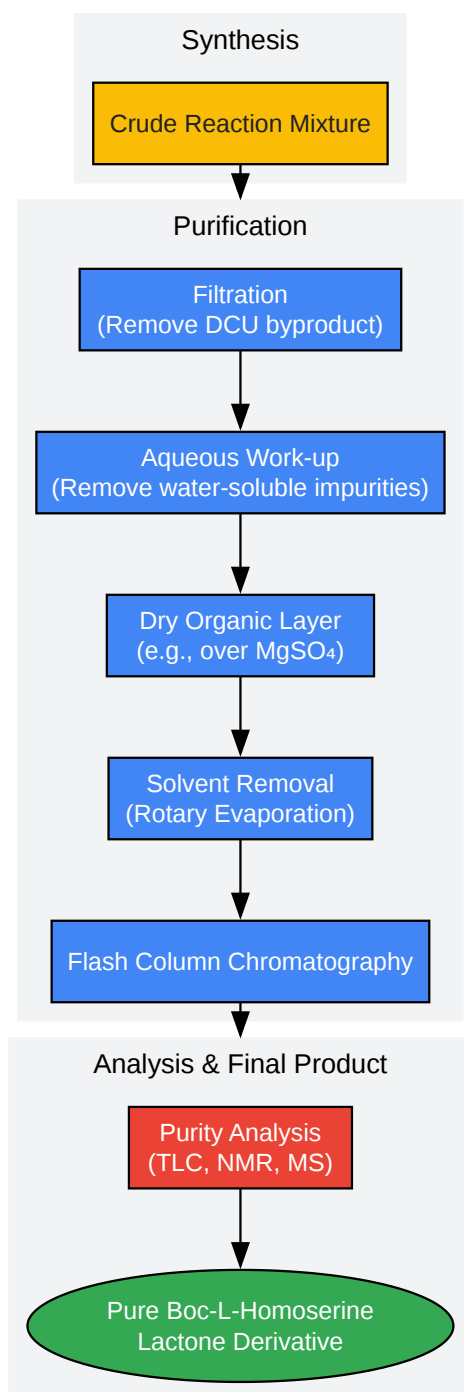 Synthesis
Crude Reaction Mixture
Purification
Filtration
(Remove DCU byproduct)
Aqueous Work-up
(Remove water-soluble impurities)
Dry Organic Layer
(e.g., over MgSO₄)
Solvent Removal
(Rotary Evaporation)
Flash Column Chromatography
Analysis & Final Product
Purity Analysis
(TLC, NMR, MS)
Pure Boc-L-Homoserine
Lactone Derivative